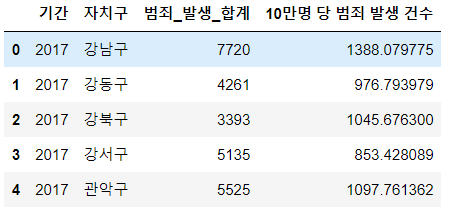 기간 자치구 범죄_발생_합계 10만명 당 범죄 발생 건수
0 2017 강남구 7720 1388.079775
1 2017 강동구 4261 976.793979
2 2017 강북구 3393 1045.676300
3 2017 강서구 5135 853.428089
4 2017 관악구 5525 1097.761362